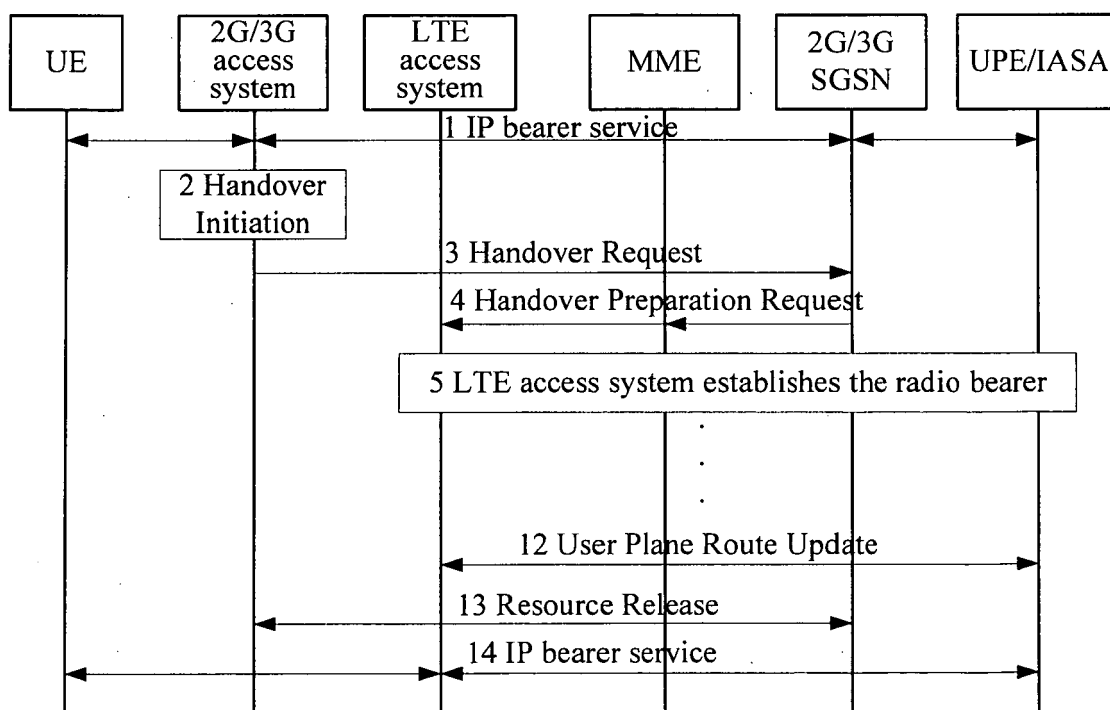 UE
2G/3G
access
system
LTE
access
system
MME
2G/3G
SGSN
UPE/IASA
1 IP bearer service
2 Handover
Initiation
3 Handover Request
4 Handover Preparation Request
5 LTE access system establishes the radio bearer
12 User Plane Route Update
13 Resource Release
14 IP bearer service